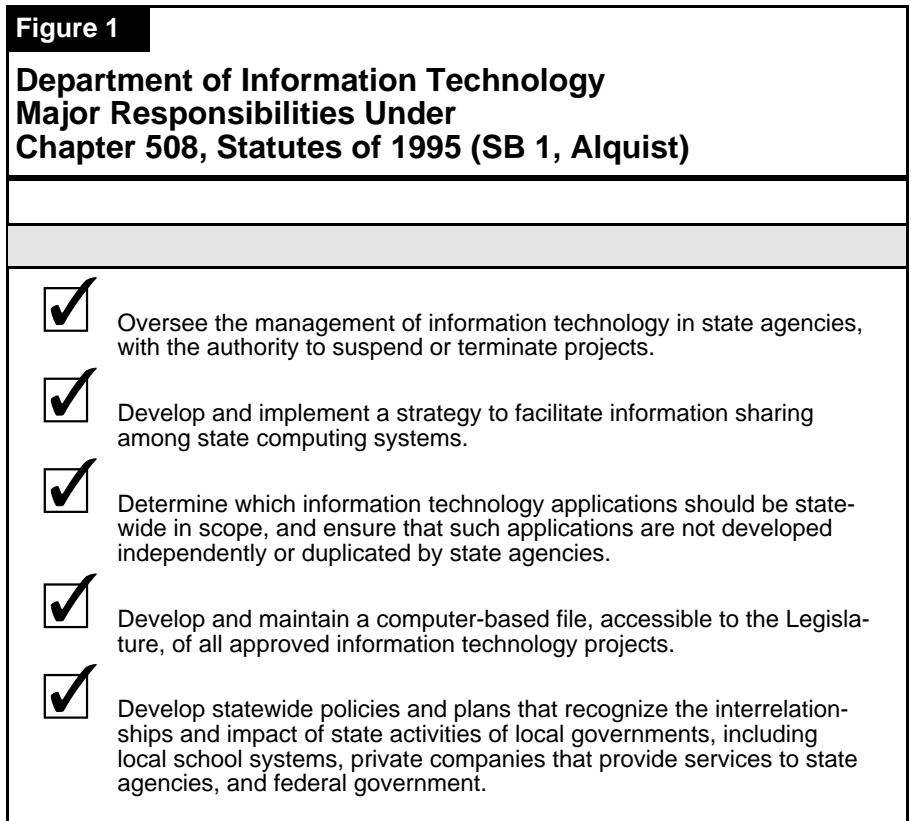 Figure 1
Department of Information Technology
Major Responsibilities Under
Chapter 508, Statutes of 1995 (SB 1, Alquist)
Oversee the management of information technology in state agencies,
with the authority to suspend or terminate projects.
Develop and implement a strategy to facilitate information sharing
among state computing systems.
Determine which information technology applications should be state-
wide in scope, and ensure that such applications are not developed
independently or duplicated by state agencies.
Develop and maintain a computer-based file, accessible to the Legisla-
ture, of all approved information technology projects.
Develop statewide policies and plans that recognize the interrelation-
ships and impact of state activities of local governments, including
local school systems, private companies that provide services to state
agencies, and federal government.